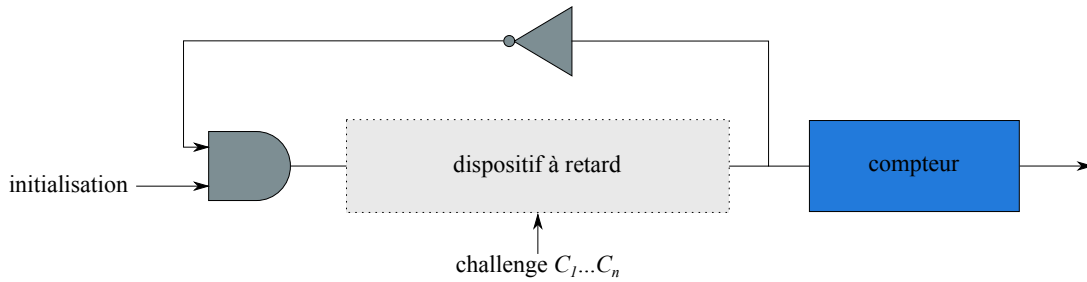 dispositif à retard
compteur
initialisation
challenge C₁...Cₙ